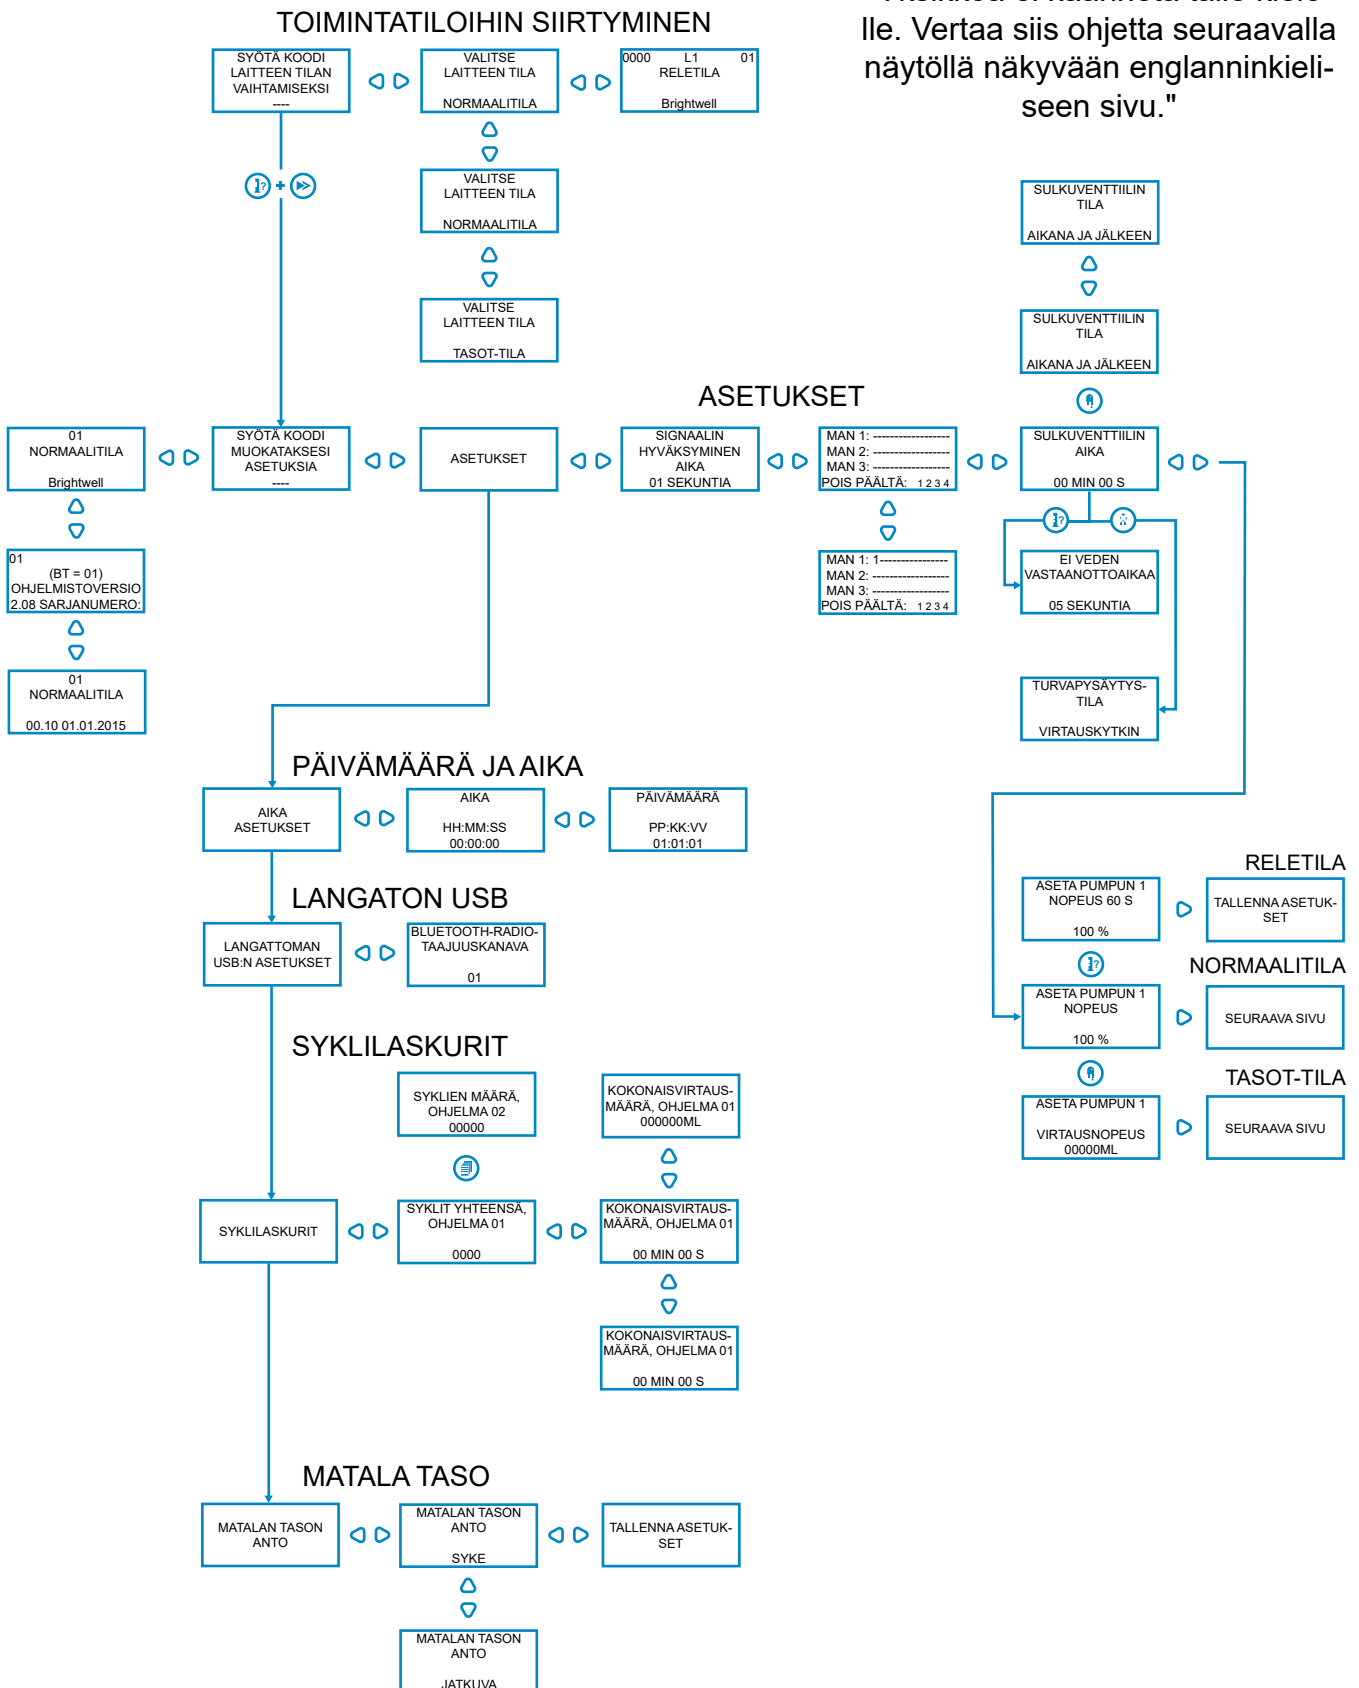 TOIMINTATILOIHIN SIIRTYMINEN
lle. Vertaa siis ohjetta seuraavalla
näytöllä näkyvään englanninkieli-
seen sivu."
SYÖTÄ KOODI
LAITTEEN TILAN
VAIHTAMISEKSI
----
VALITSE
LAITTEEN TILA
NORMAALITILA
0000 L1 01
RELETILA
Brightwell
VALITSE
LAITTEEN TILA
NORMAALITILA
VALITSE
LAITTEEN TILA
TASOT-TILA
SULKUVENTTIILIN
TILA
AIKANA JA JÄLKEEN
SULKUVENTTIILIN
TILA
AIKANA JA JÄLKEEN
ASETUKSET
01
NORMAALITILA
Brightwell
SYÖTÄ KOODI
MUOKATAKSESI
ASETUKSIA
----
ASETUKSET
SIGNAALIN
HYVÄKSYMINEN
AIKA
01 SEKUNTIA
MAN 1: ------------------
MAN 2: ------------------
MAN 3: ------------------
POIS PÄÄLTÄ: 1 2 3 4
SULKUVENTTIILIN
AIKA
00 MIN 00 S
01
(BT = 01)
OHJELMISTOVERSIO
2.08 SARJANUMERO:
MAN 1: 1----------------
MAN 2: ------------------
MAN 3: ------------------
POIS PÄÄLTÄ: 1 2 3 4
EI VEDEN
VASTAANOTTOAIKAA
05 SEKUNTIA
01
NORMAALITILA
00.10 01.01.2015
TURVAPYSÄYTYS-
TILA
VIRTAUSKYTKIN
PÄIVÄMÄÄRÄ JA AIKA
AIKA
ASETUKSET
AIKA
HH:MM:SS
00:00:00
PÄIVÄMÄÄRÄ
PP:KK:VV
01:01:01
LANGATON USB
LANGATTOMAN
USB:N ASETUKSET
BLUETOOTH-RADIO-
TAAJUUSKANAVA
01
RELETILA
ASETA PUMPUN 1
NOPEUS 60 S
100 %
TALLENNA ASETUK-
SET
NORMAALITILA
ASETA PUMPUN 1
NOPEUS
100 %
SEURAAVA SIVU
TASOT-TILA
ASETA PUMPUN 1
VIRTAUSNOPEUS
00000ML
SEURAAVA SIVU
SYKLILASKURIT
SYKLIEN MÄÄRÄ,
OHJELMA 02
00000
KOKONAISVIRTAUS-
MÄÄRÄ, OHJELMA 01
000000ML
SYKLILASKURIT
SYKLIT YHTEENSÄ,
OHJELMA 01
0000
KOKONAISVIRTAUS-
MÄÄRÄ, OHJELMA 01
00 MIN 00 S
KOKONAISVIRTAUS-
MÄÄRÄ, OHJELMA 01
00 MIN 00 S
MATALA TASO
MATALAN TASON
ANTO
MATALAN TASON
ANTO
SYKE
TALLENNA ASETUK-
SET
MATALAN TASON
ANTO
JATKUVA